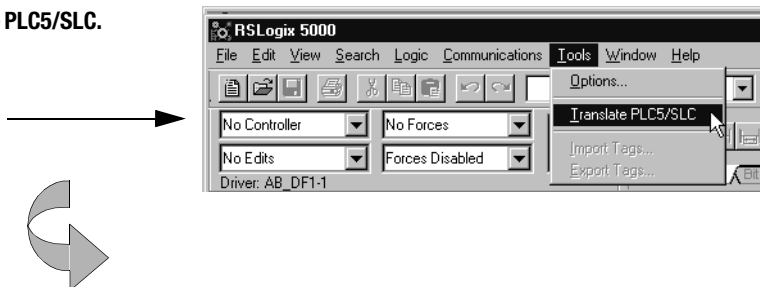 PLC5/SLC.
RSLogix 5000
File Edit View Search Logic Communications Tools Window Help
Options...
Translate PLC5/SLC
Import Tags...
Export Tags...
No Controller
No Forces
No Edits
Forces Disabled
Driver: AB_DF1-1
Bit